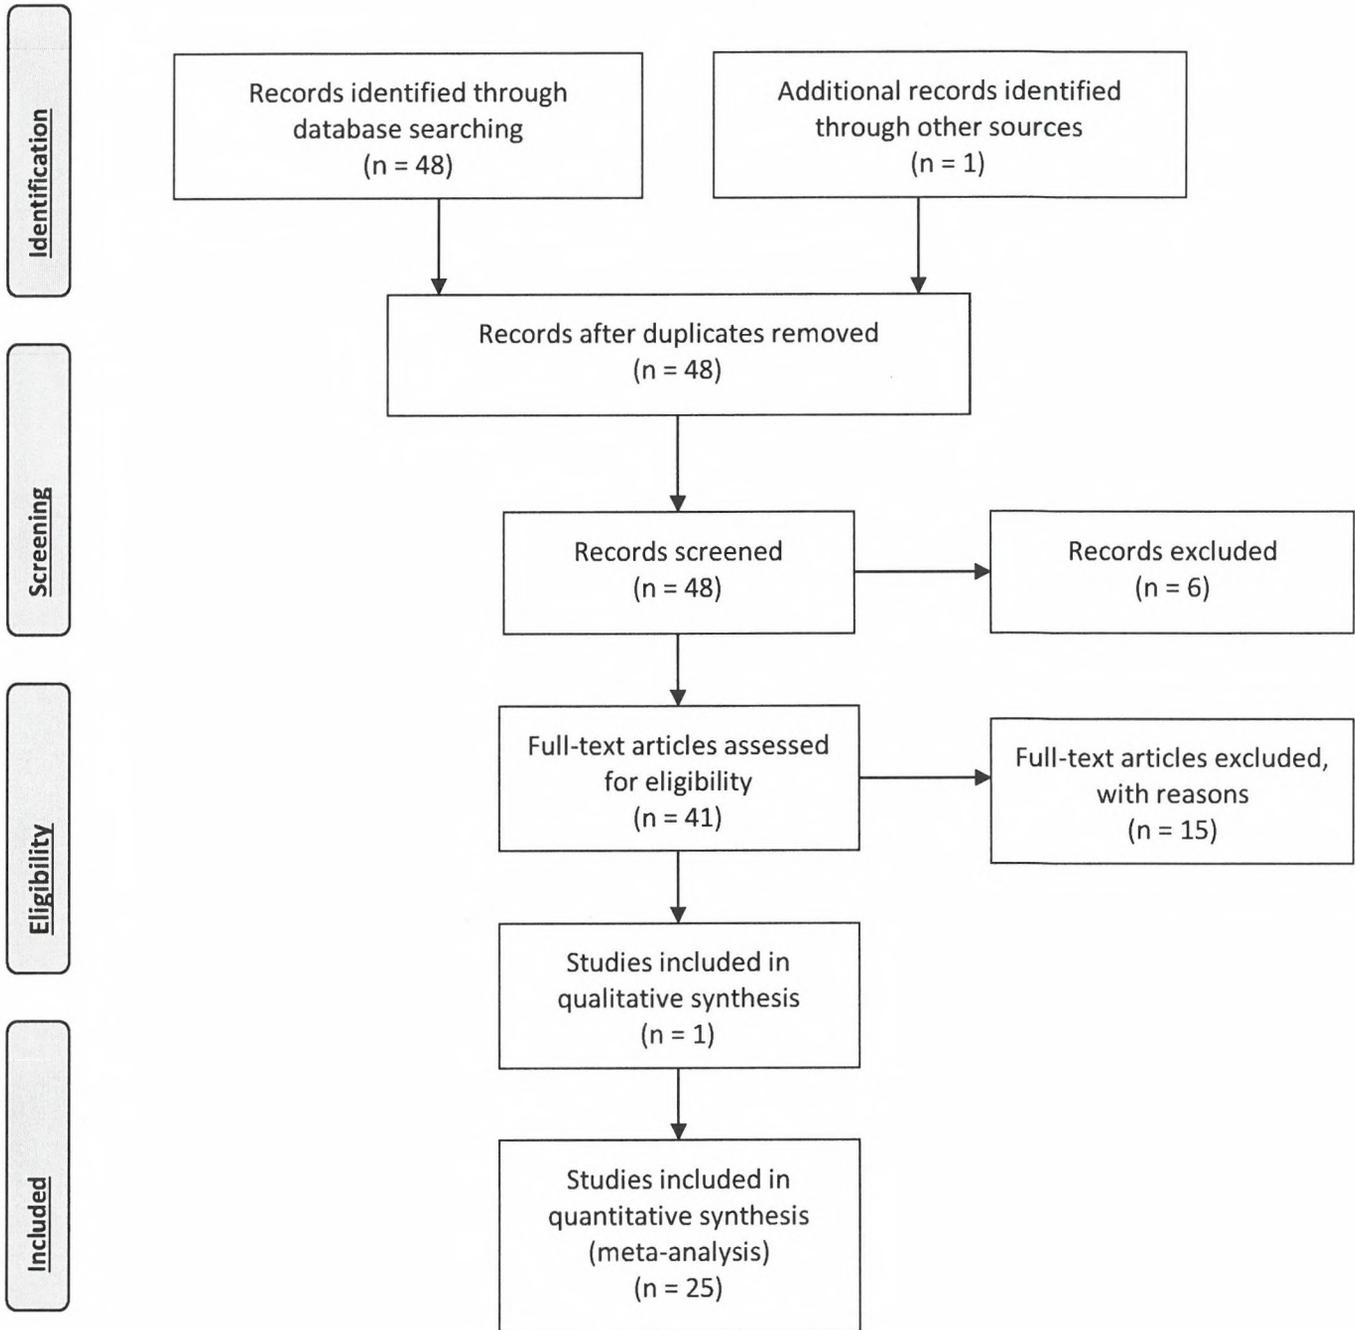 Identification
Records identified through
database searching
(n = 48)
Additional records identified
through other sources
(n = 1)
Records after duplicates removed
(n = 48)
Screening
Records screened
(n = 48)
Records excluded
(n = 6)
Eligibility
Full-text articles assessed
for eligibility
(n = 41)
Full-text articles excluded,
with reasons
(n = 15)
Studies included in
qualitative synthesis
(n = 1)
Included
Studies included in
quantitative synthesis
(meta-analysis)
(n = 25)